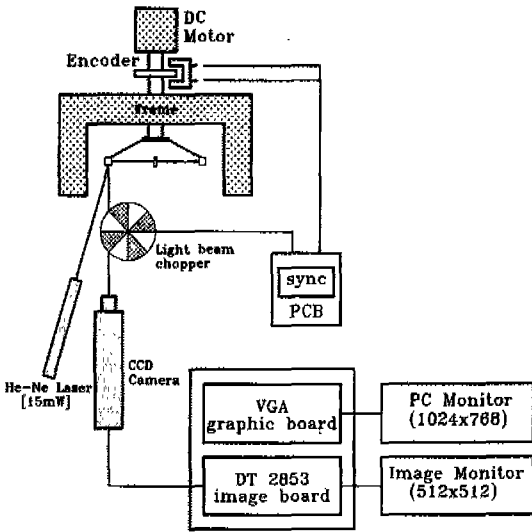 DC
Motor
Encoder
Frame
Light beam
chopper
sync
PCB
CCD
Camera
He-Ne Laser
[15mW]
VGA
graphic board
PC Monitor
(1024x768)
DT 2853
image board
Image Monitor
(512x512)